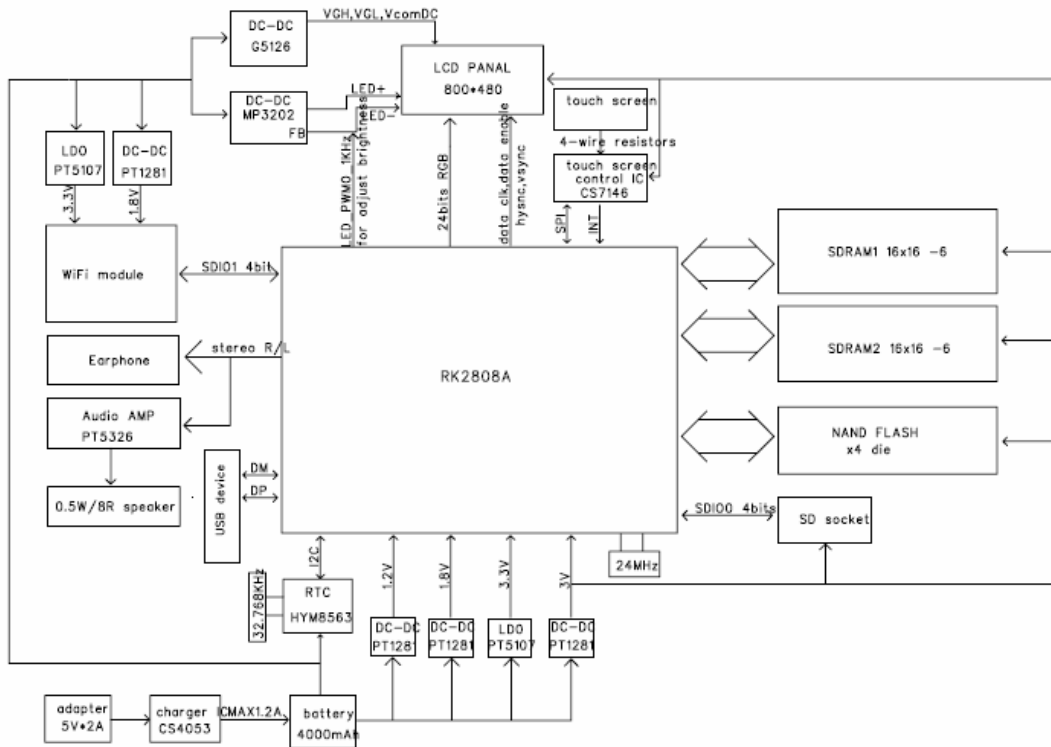 DC-DC
G5126
VGH,VGL,VcomDC
LCD PANAL
800*480
DC-DC
MP3202
FB
LED+
LED-
touch screen
4-wire resistors
touch screen
control IC
CS7146
LDO
PT5107
DC-DC
PT1281
3.3V
1.8V
LED_PWM0_1KHz
for adjust brightness
24bits RGB
data clk,data enable
hysnc,vsync
SPI
INT
WiFi module
SDIO1 4bit
SDRAM1 16x16 -6
SDRAM2 16x16 -6
Earphone
stereo R/L
RK2808A
Audio AMP
PT5326
NAND FLASH
x4 die
0.5W/8R speaker
USB device
DM
DP
SDIO0 4bits
SD socket
24MHz
I2C
1.2V
1.8V
3.3V
3V
32.768KHz
RTC
HYM8563
DC-DC
PT1281
DC-DC
PT1281
LDO
PT5107
DC-DC
PT1281
adapter
5V*2A
charger
CS4053
ICMAX1.2A
battery
4000mAh